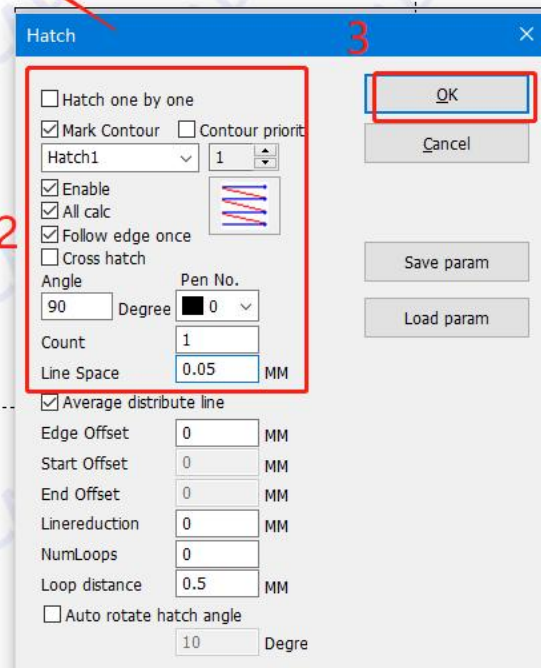 Hatch
3
OK
Cancel
Save param
Load param
2
Hatch one by one
Mark Contour Contour priorit
Hatch1 1
Enable
All calc
Follow edge once
Cross hatch
Angle Pen No.
90 Degree 0
Count 1
Line Space 0.05 MM
Average distribute line
Edge Offset 0 MM
Start Offset 0 MM
End Offset 0 MM
Linereduction 0 MM
NumLoops 0
Loop distance 0.5 MM
Auto rotate hatch angle
10 Degre